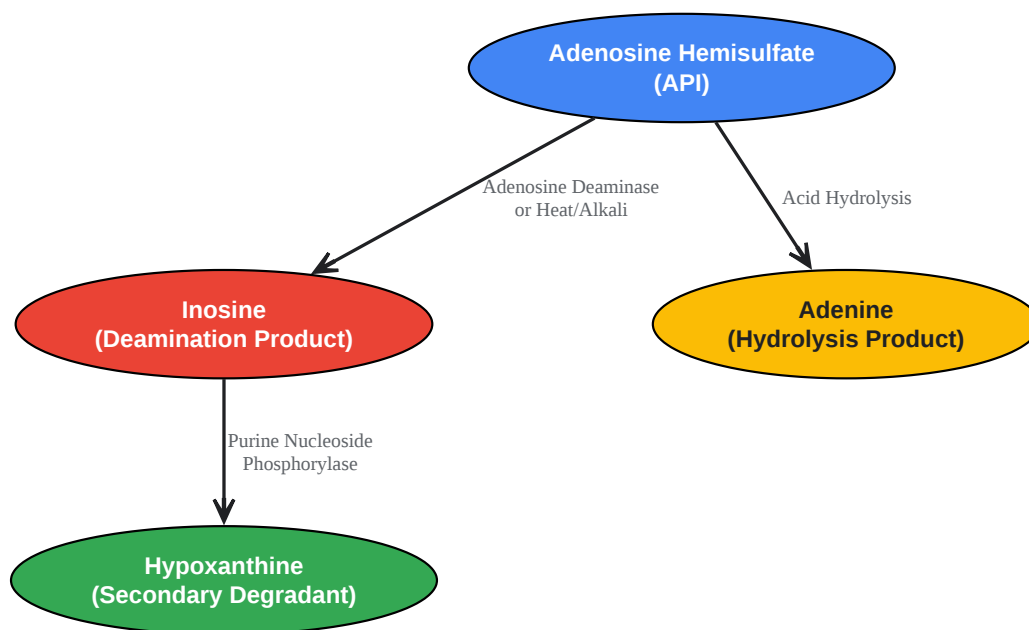 Adenosine Hemisulfate
(API)
Adenosine Deaminase
or Heat/Alkali
Acid Hydrolysis
Inosine
(Deamination Product)
Adenine
(Hydrolysis Product)
Purine Nucleoside
Phosphorylase
Hypoxanthine
(Secondary Degradant)